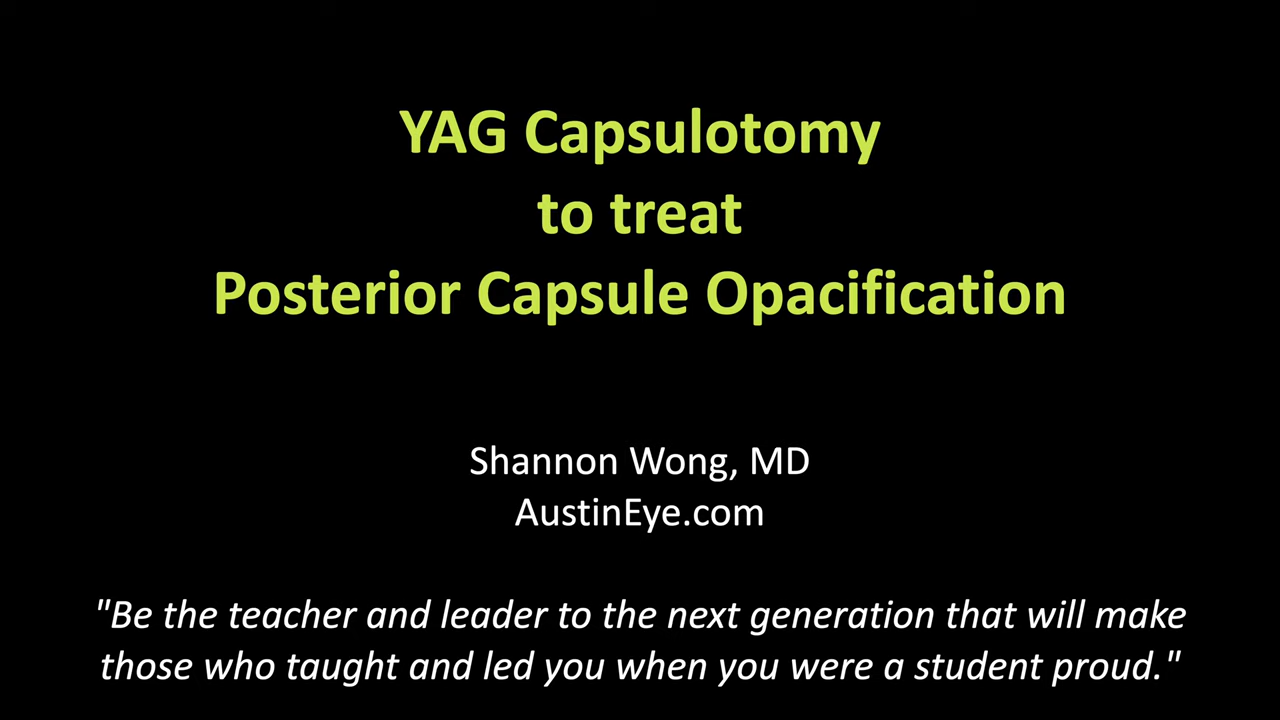 YAG Capsulotomy
to treat
Posterior Capsule Opacification
Shannon Wong, MD
AustinEye.com
"Be the teacher and leader to the next generation that will make
those who taught and led you when you were a student proud."